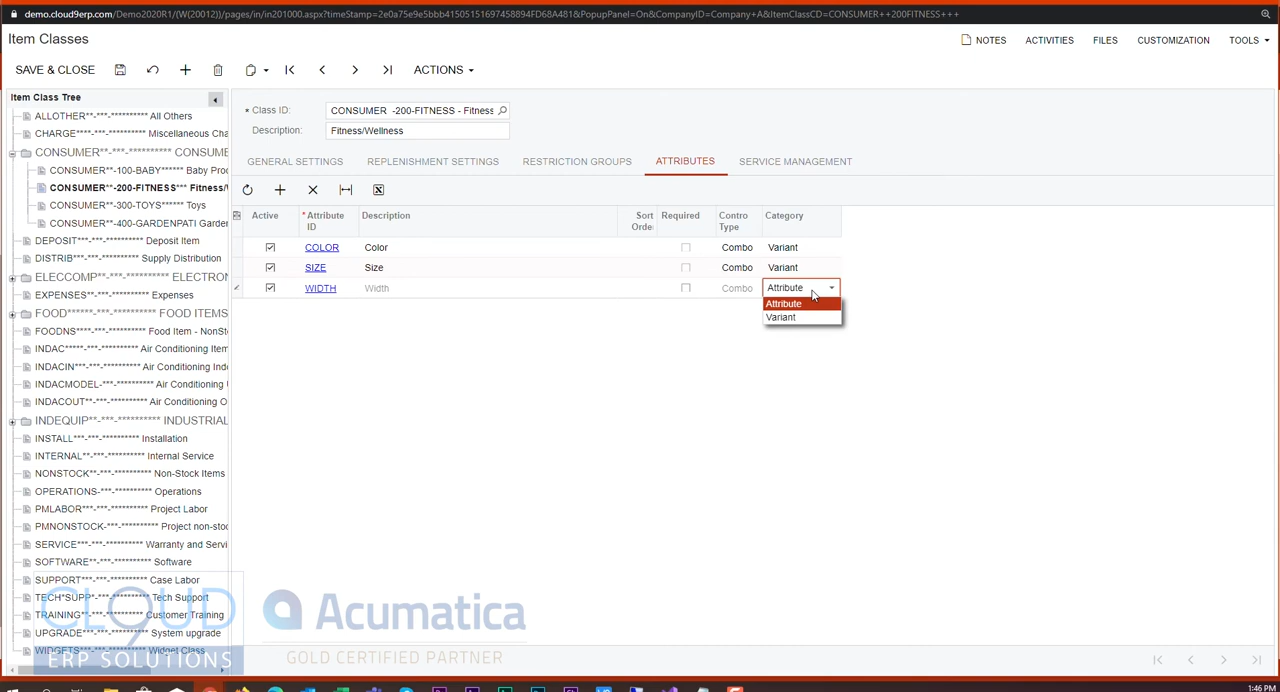 demo.cloud9erp.com/Demo2020R1/(W(20012))/pages/in/in201000.aspx?timeStamp=2e0a75e9e5bbb41505151697458894FD68A481&PopupPanel=On&CompanyID=Company+A&ItemClassCD=CONSUMER++200FITNESS+++
Item Classes
NOTES ACTIVITIES FILES CUSTOMIZATION TOOLS
SAVE & CLOSE ACTIONS
Item Class Tree
ALLOTHER**-***-********** All Others
CHARGE****-***-********** Miscellaneous Cha
CONSUMER**-***-********** CONSUME
CONSUMER**-100-BABY****** Baby Pro
CONSUMER**-200-FITNESS*** Fitness/
CONSUMER**-300-TOYS****** Toys
CONSUMER**-400-GARDENPATI Garde
DEPOSIT***-***-********** Deposit Item
DISTRIB***-***-********** Supply Distribution
ELECCOMP**-***-********** ELECTRON
EXPENSES**-***-********** Expenses
FOOD******-***-********** FOOD ITEMS
FOODNS****-***-********** Food Item - NonSt
INDAC*****-***-********** Air Conditioning Item
INDACIN***-***-********** Air Conditioning Ind
INDACMODEL-***-********** Air Conditioning
INDACOUT**-***-********** Air Conditioning O
INDEQUIP**-***-********** INDUSTRIAL
INSTALL***-***-********** Installation
INTERNAL**-***-********** Internal Service
NONSTOCK**-***-********** Non-Stock Items
OPERATIONS-***-********** Operations
PMLABOR***-***-********** Project Labor
PMNONSTOCK-***-********** Project non-stoc
SERVICE***-***-********** Warranty and Servi
SOFTWARE**-***-********** Software
SUPPORT***-***-********** Case Labor
TECH*SUPP*-***-********** Tech Support
TRAINING**-***-********** Customer Training
UPGRADE***-***-********** System upgrade
WIDGETS***-***-********** Widget Class
* Class ID: CONSUMER -200-FITNESS - Fitness
Description: Fitness/Wellness
GENERAL SETTINGS REPLENISHMENT SETTINGS RESTRICTION GROUPS ATTRIBUTES SERVICE MANAGEMENT
Active * Attribute ID Description Sort Orde Required Contro Type Category
COLOR Color Combo Variant
SIZE Size Combo Variant
WIDTH Width Combo Attribute
Attribute
Variant
CLOUD9
ERP SOLUTIONS
Acumatica
GOLD CERTIFIED PARTNER
1:46 PM